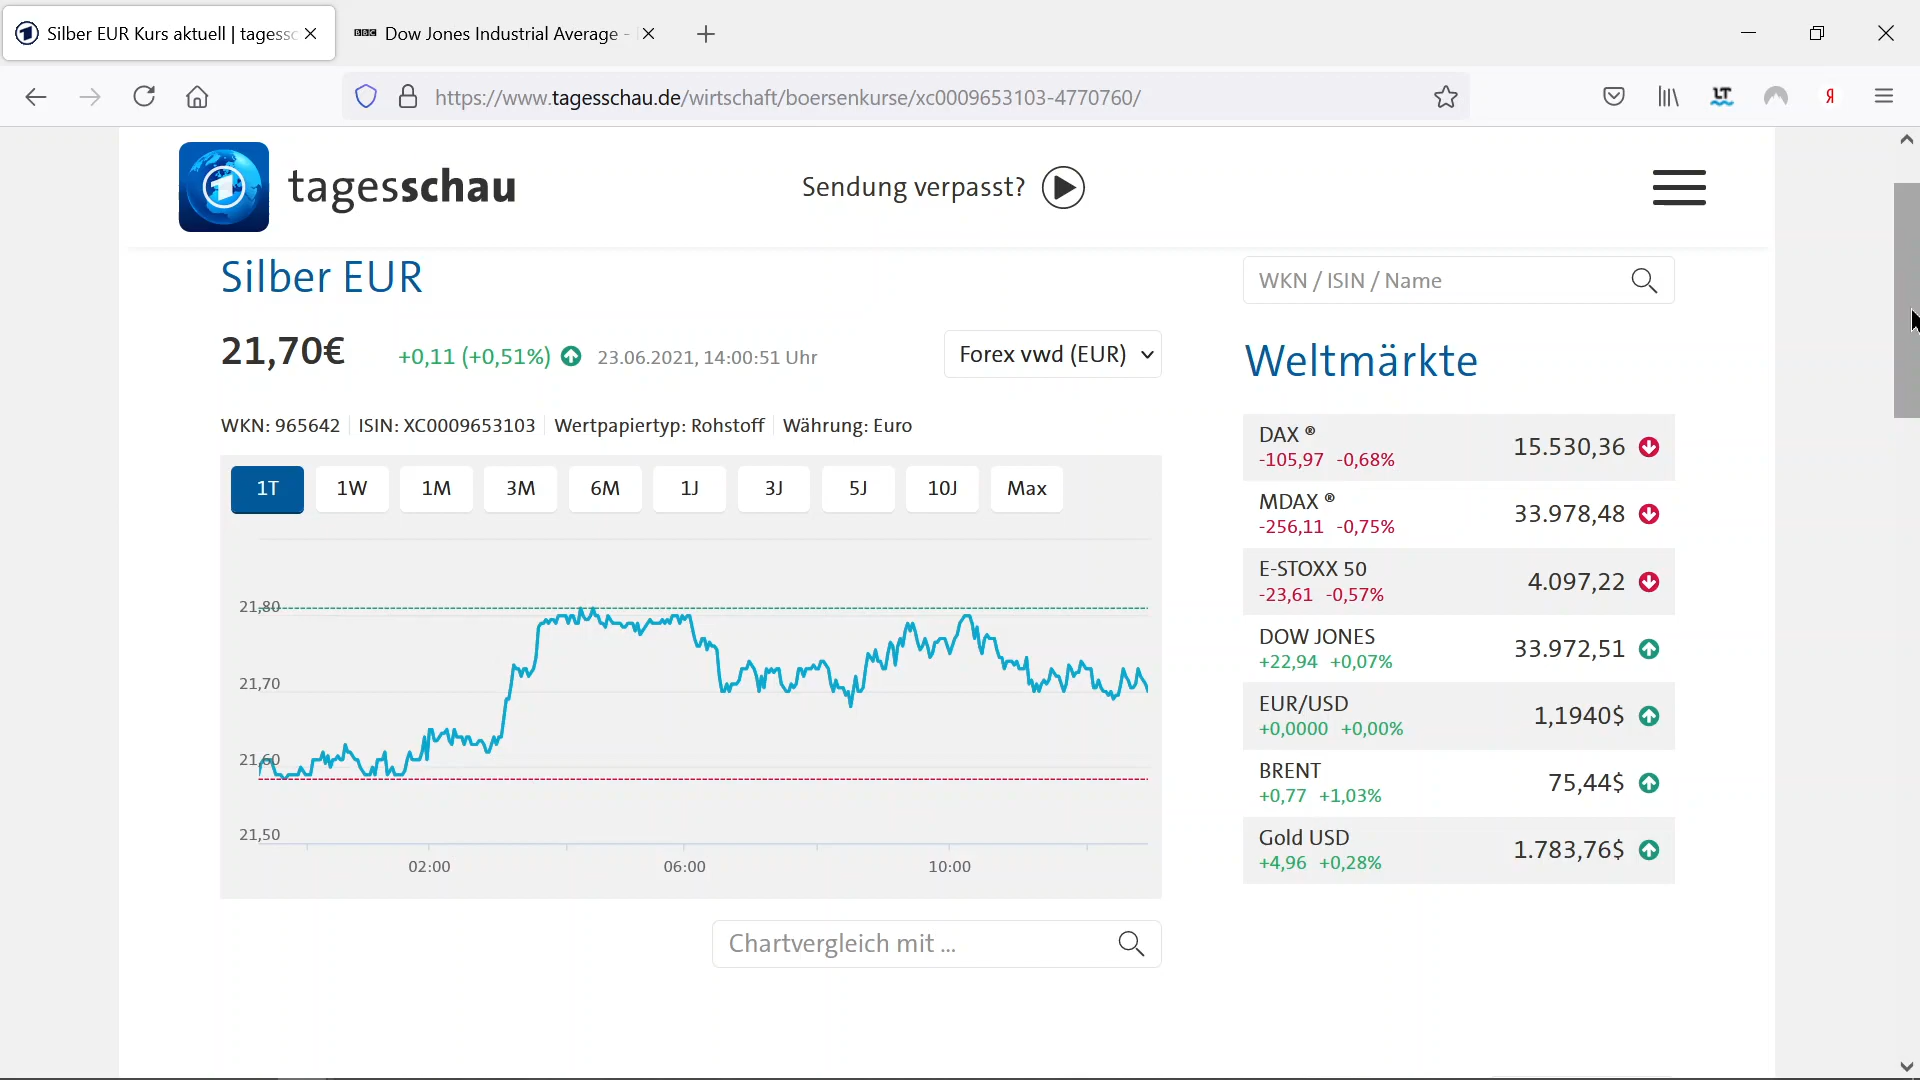 Silber EUR Kurs aktuell | tagessc
BBC Dow Jones Industrial Average -
https://www.tagesschau.de/wirtschaft/boersenkurse/xc0009653103-4770760/
LT
Я
tagesschau
Sendung verpasst?
Silber EUR
WKN / ISIN / Name
21,70€ +0,11 (+0,51%) 23.06.2021, 14:00:51 Uhr
Forex vwd (EUR)
WKN: 965642 ISIN: XC0009653103 Wertpapiertyp: Rohstoff Währung: Euro
1T 1W 1M 3M 6M 1J 3J 5J 10J Max
21,80
21,70
21,60
21,50
02:00 06:00 10:00
Chartvergleich mit ...
Weltmärkte
DAX ® 15.530,36
-105,97 -0,68%
MDAX ® 33.978,48
-256,11 -0,75%
E-STOXX 50 4.097,22
-23,61 -0,57%
DOW JONES 33.972,51
+22,94 +0,07%
EUR/USD 1,1940$
+0,0000 +0,00%
BRENT 75,44$
+0,77 +1,03%
Gold USD 1.783,76$
+4,96 +0,28%